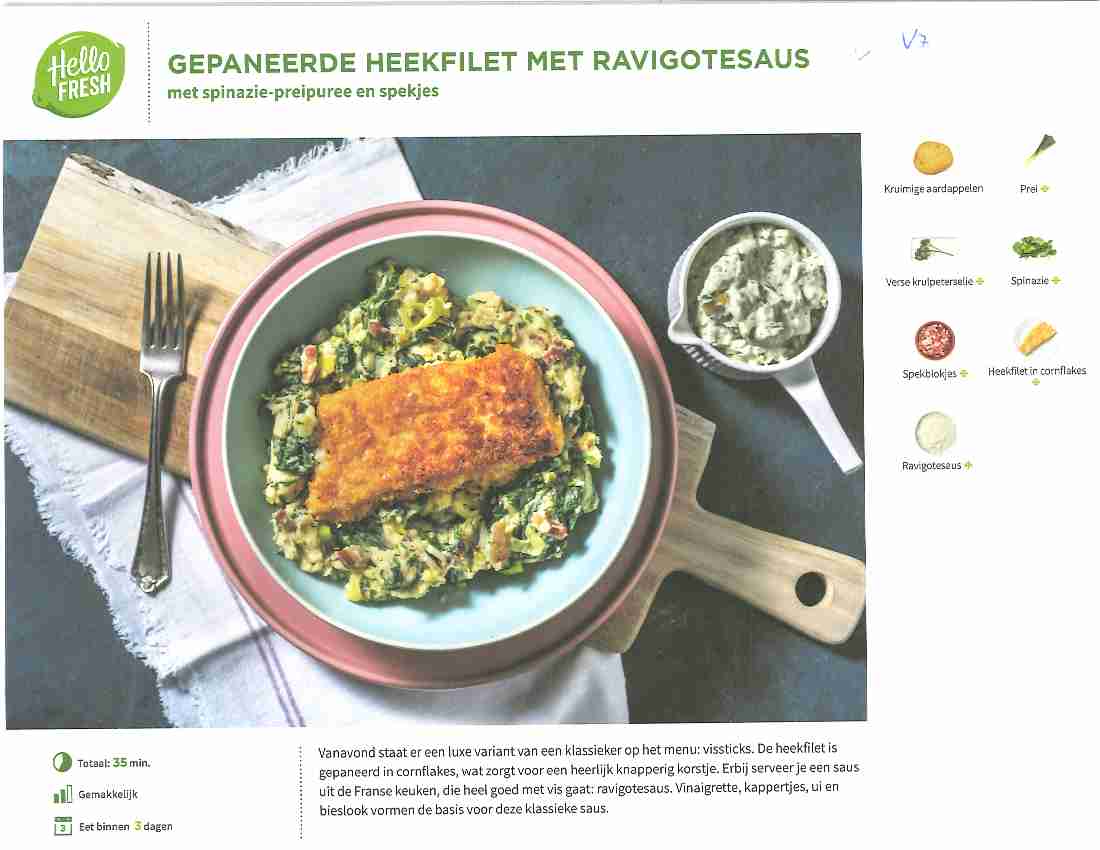 Hello
FRESH
GEPANEERDE HEEKFILET MET RAVIGOTESAUS
met spinazie-preipuree en spekjes
V7
Kruimige aardappelen
Prei
Verse krulpeterselie
Spinazie
Spekblokjes
Heekfilet in cornflakes
Ravigotesaus
Totaal: 35 min.
Gemakkelijk
3 Eet binnen 3 dagen
Vanavond staat er een luxe variant van een klassieker op het menu: vissticks. De heekfilet is
gepaneerd in cornflakes, wat zorgt voor een heerlijk knapperig korstje. Erbij serveer je een saus
uit de Franse keuken, die heel goed met vis gaat: ravigotesaus. Vinaigrette, kappertjes, ui en
bieslook vormen de basis voor deze klassieke saus.